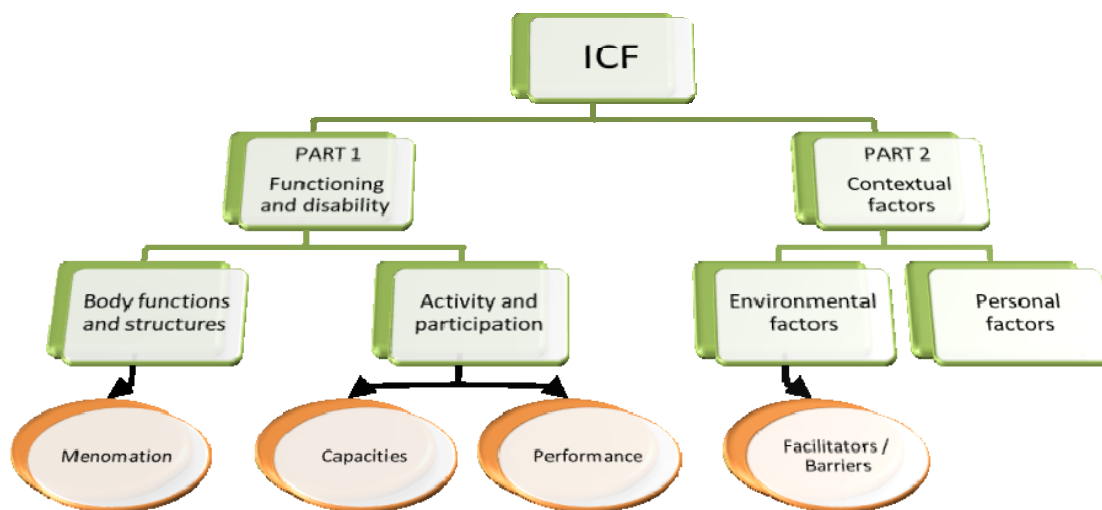 ICF
PART 1
Functioning
and disability
PART 2
Contextual
factors
Body functions
and structures
Activity and
participation
Environmental
factors
Personal
factors
Menomation
Capacities
Performance
Facilitators /
Barriers